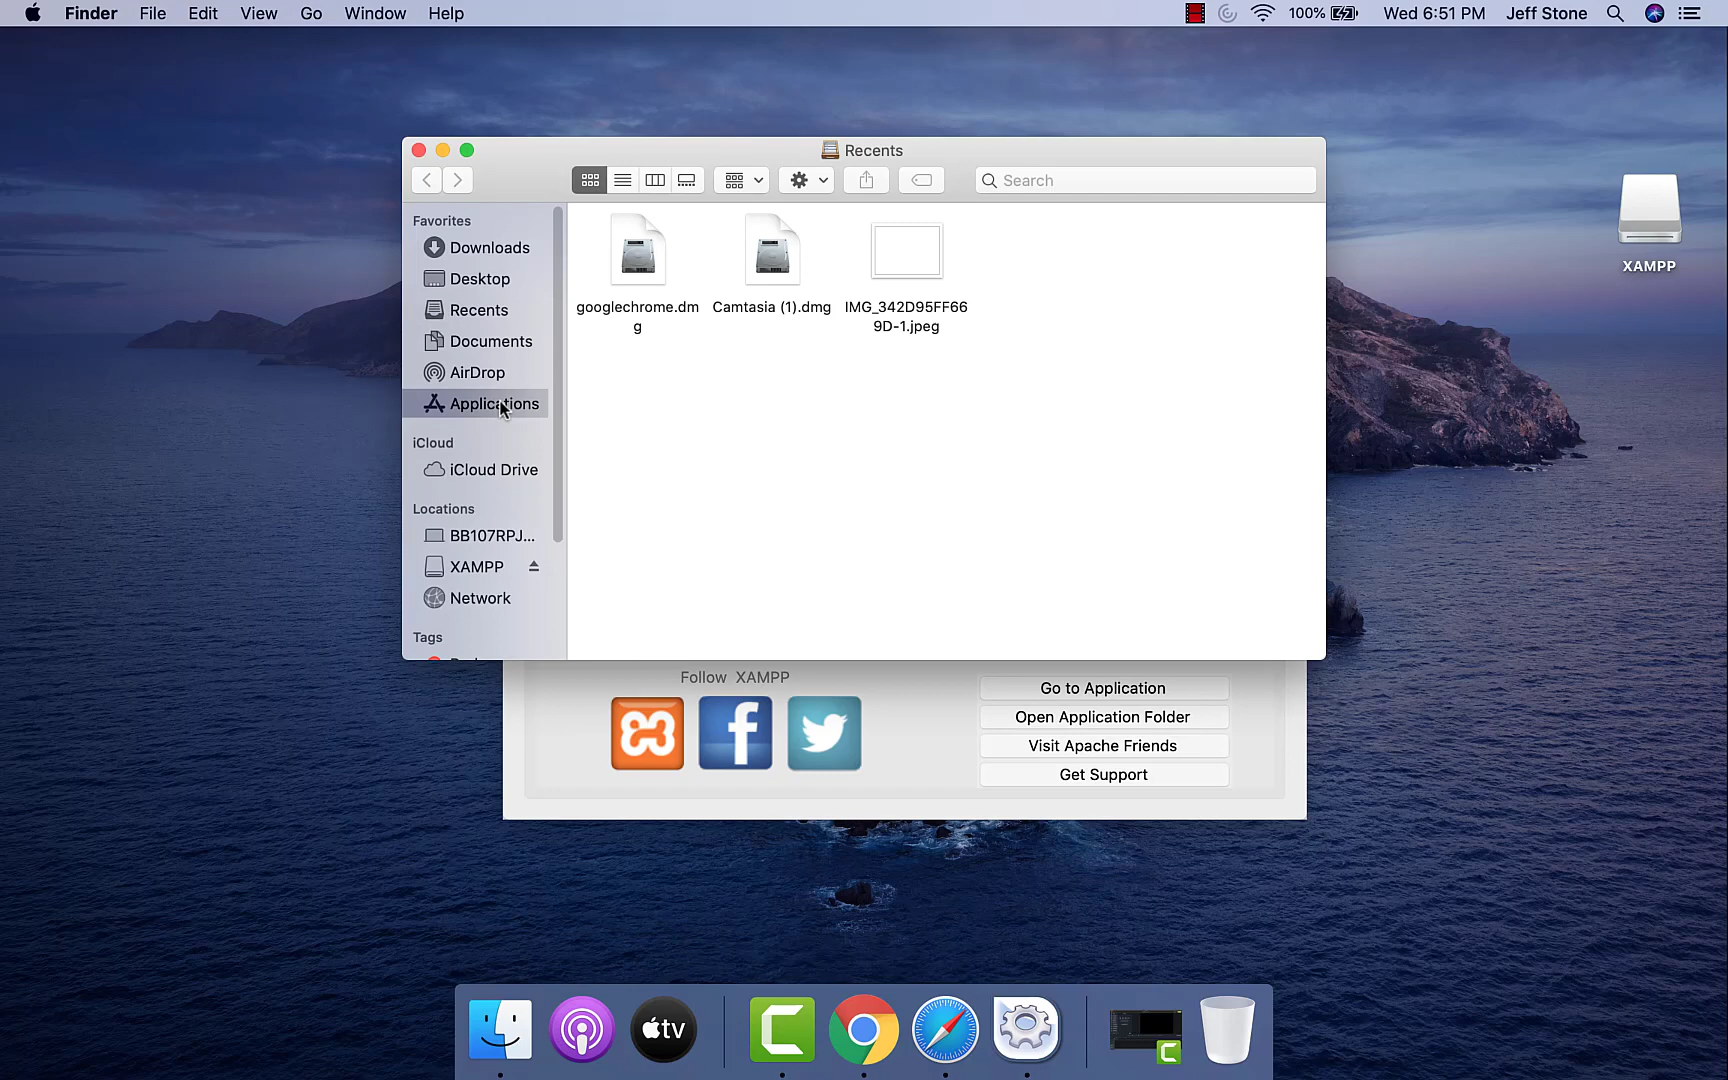 Finder File Edit View Go Window Help 100% Wed 6:51 PM Jeff Stone
Recents
Search
Favorites
Downloads
Desktop
Recents
Documents
AirDrop
Applications
iCloud
iCloud Drive
Locations
BB107RPJ...
XAMPP
Network
Tags
googlechrome.dm
g
Camtasia (1).dmg
IMG_342D95FF66
9D-1.jpeg
XAMPP
Follow XAMPP
Go to Application
Open Application Folder
Visit Apache Friends
Get Support
tv